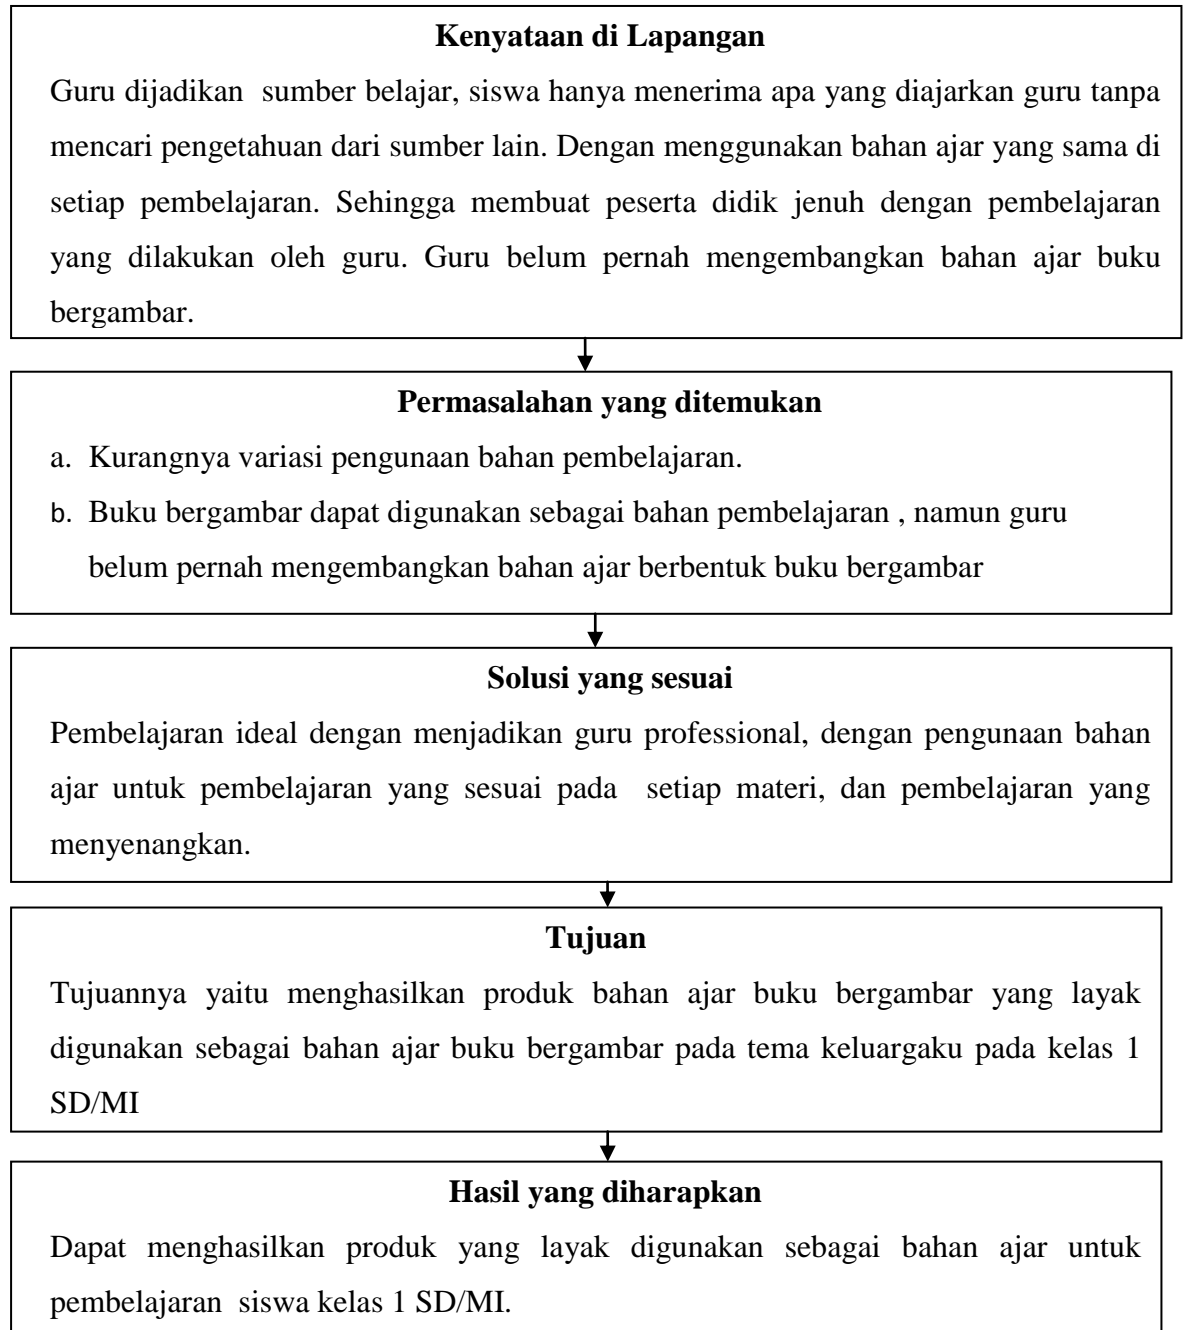 Kenyataan di Lapangan
Guru dijadikan sumber belajar, siswa hanya menerima apa yang diajarkan guru tanpa
mencari pengetahuan dari sumber lain. Dengan menggunakan bahan ajar yang sama di
setiap pembelajaran. Sehingga membuat peserta didik jenuh dengan pembelajaran
yang dilakukan oleh guru. Guru belum pernah mengembangkan bahan ajar buku
bergambar.
Permasalahan yang ditemukan
a. Kurangnya variasi pengunaan bahan pembelajaran.
b. Buku bergambar dapat digunakan sebagai bahan pembelajaran , namun guru
belum pernah mengembangkan bahan ajar berbentuk buku bergambar
Solusi yang sesuai
Pembelajaran ideal dengan menjadikan guru professional, dengan pengunaan bahan
ajar untuk pembelajaran yang sesuai pada setiap materi, dan pembelajaran yang
menyenangkan.
Tujuan
Tujuannya yaitu menghasilkan produk bahan ajar buku bergambar yang layak
digunakan sebagai bahan ajar buku bergambar pada tema keluargaku pada kelas 1
SD/MI
Hasil yang diharapkan
Dapat menghasilkan produk yang layak digunakan sebagai bahan ajar untuk
pembelajaran siswa kelas 1 SD/MI.